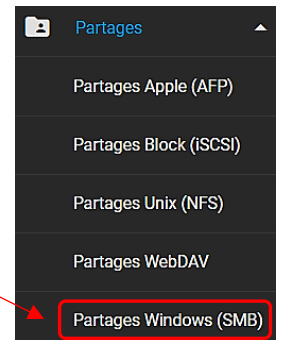 Partages
Partages Apple (AFP)
Partages Block (iSCSI)
Partages Unix (NFS)
Partages WebDAV
Partages Windows (SMB)